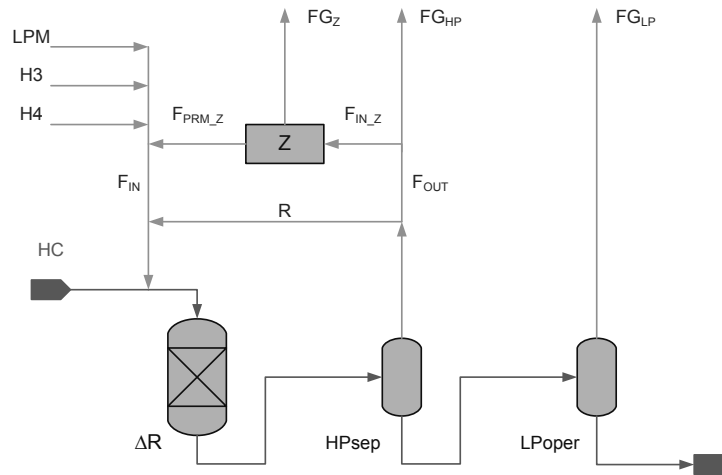 FG_Z
FG_HP
FG_LP
LPM
H3
H4
F_PRM_Z
F_IN_Z
Z
F_IN
F_OUT
R
HC
ΔR
HPsep
LPoper